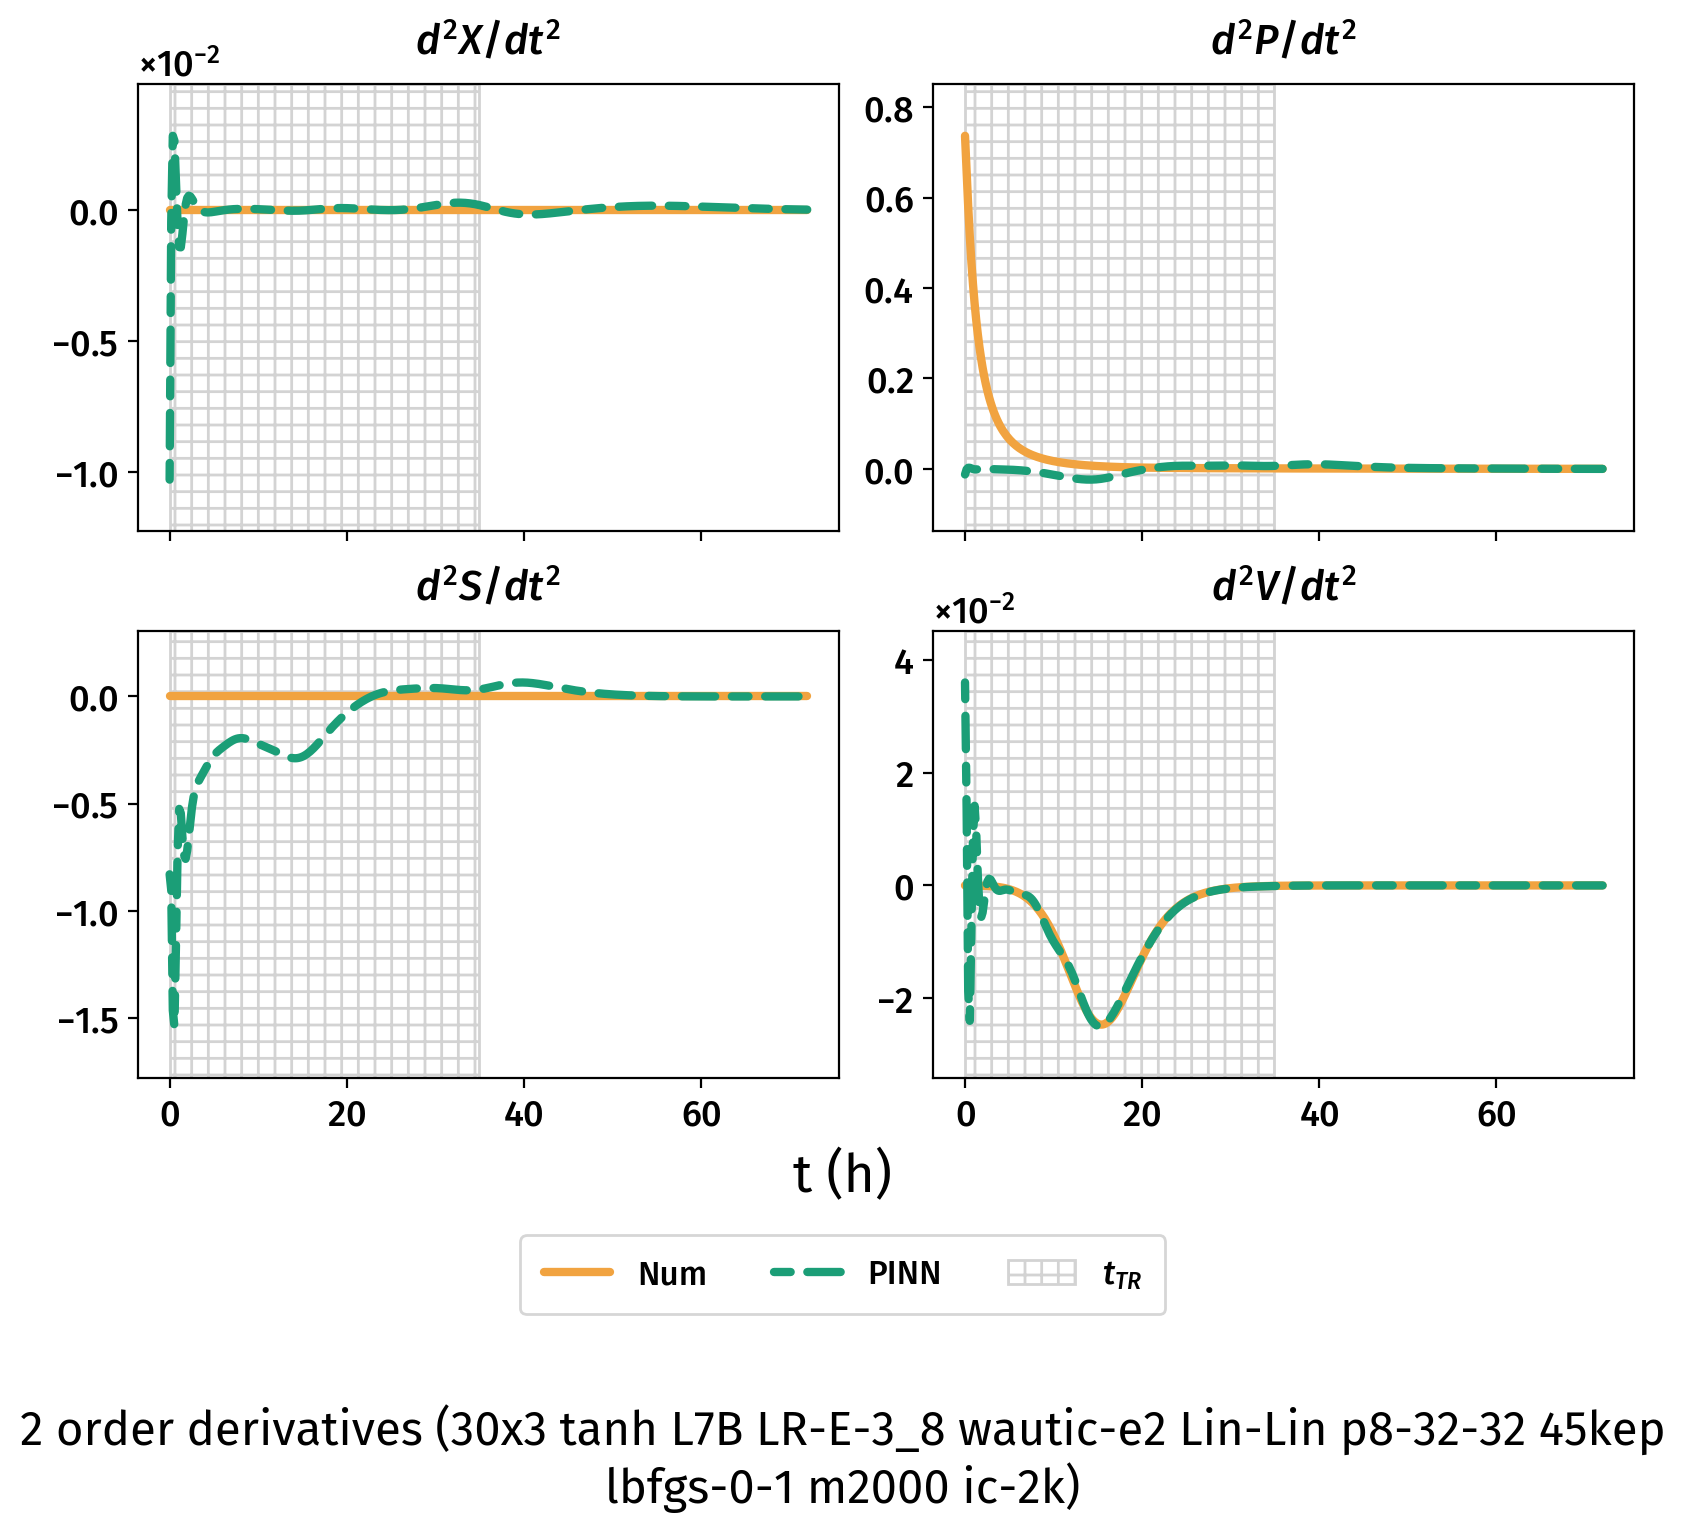 d²X/dt²
d²P/dt²
×10⁻²
0.0
−0.5
−1.0
0.8
0.6
0.4
0.2
0.0
d²S/dt²
d²V/dt²
×10⁻²
0.0
−0.5
−1.0
−1.5
4
2
0
−2
0 20 40 60
0 20 40 60
t (h)
Num PINN t_TR
2 order derivatives (30x3 tanh L7B LR-E-3_8 wautic-e2 Lin-Lin p8-32-32 45kep
lbfgs-0-1 m2000 ic-2k)